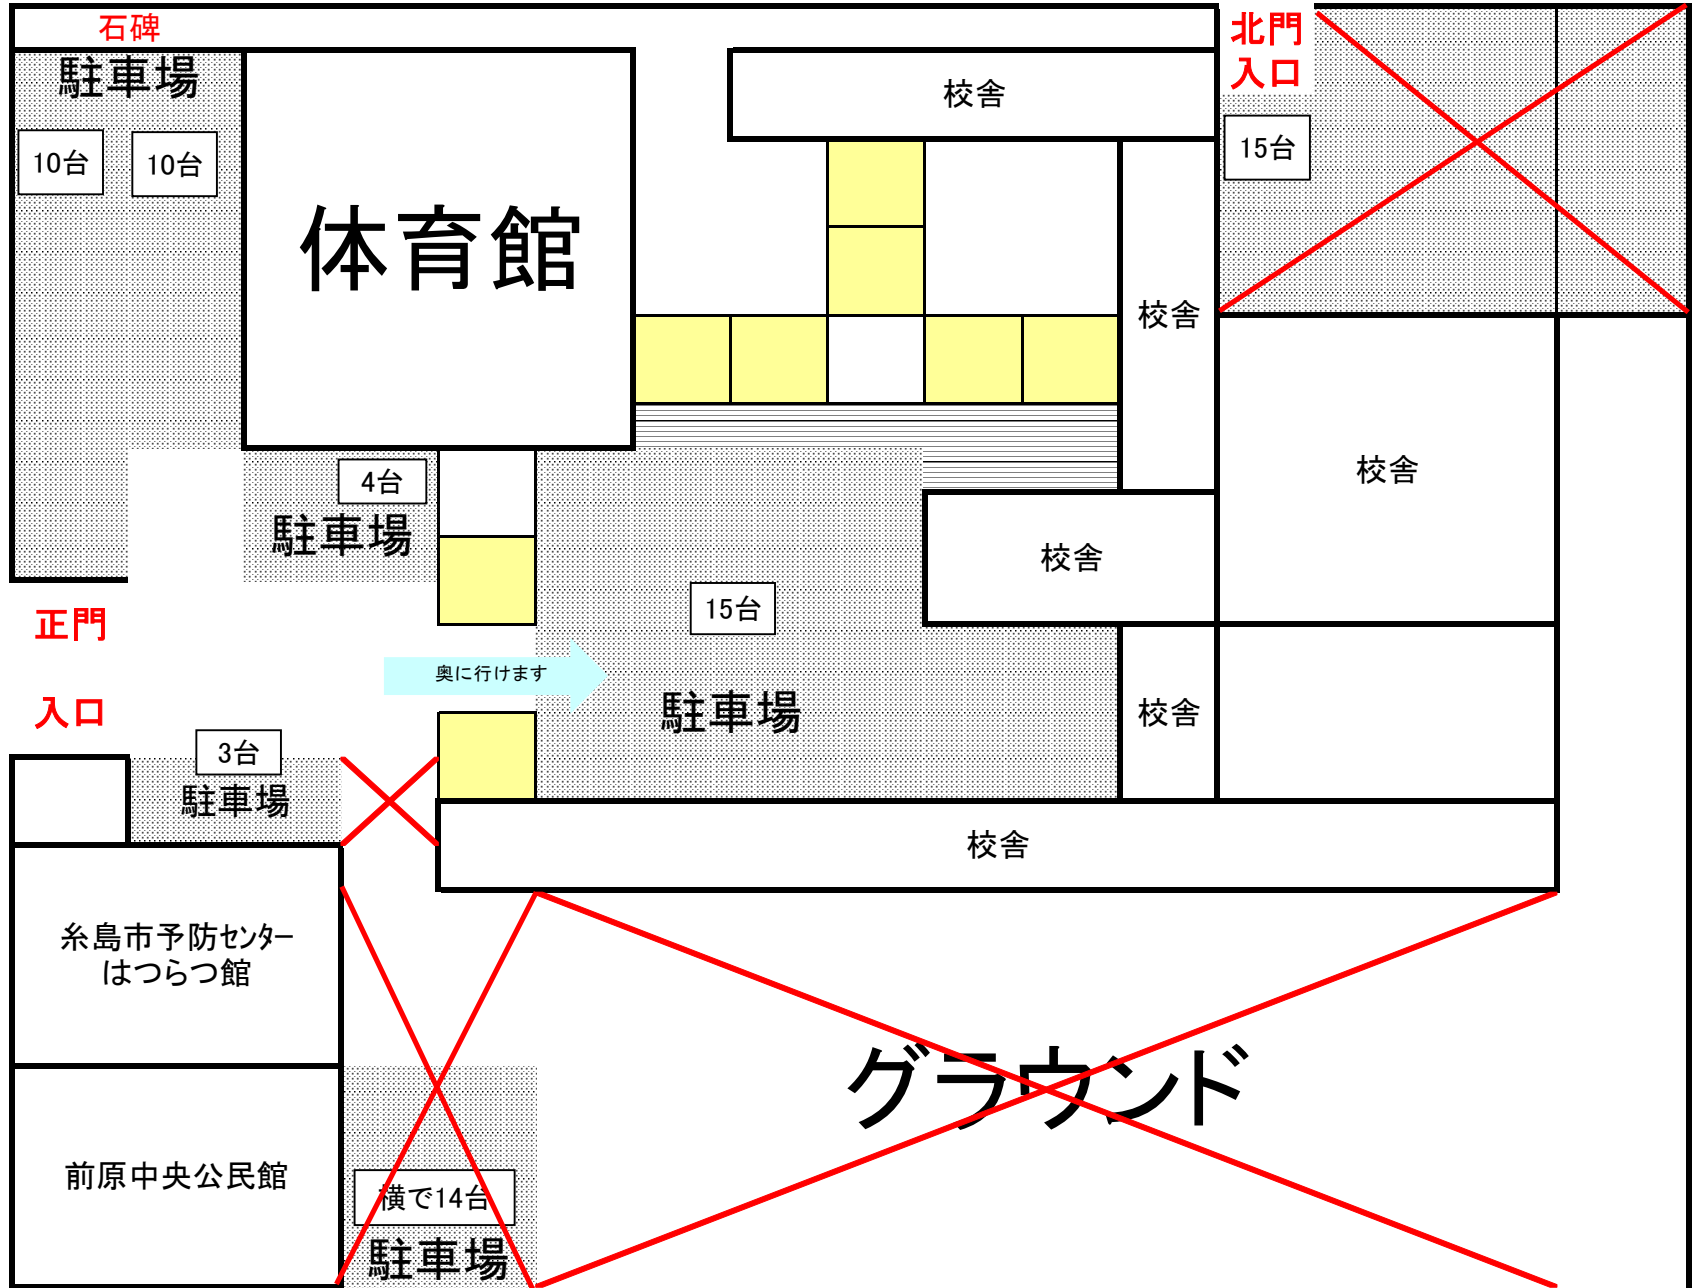 石碑
北門
入口
駐車場
校舎
10台
10台
15台
体育館
校舎
4台
駐車場
校舎
校舎
15台
正門
奥に行けます
入口
駐車場
校舎
3台
駐車場
校舎
糸島市予防センター
はつらつ館
グラウンド
前原中央公民館
横で14台
駐車場